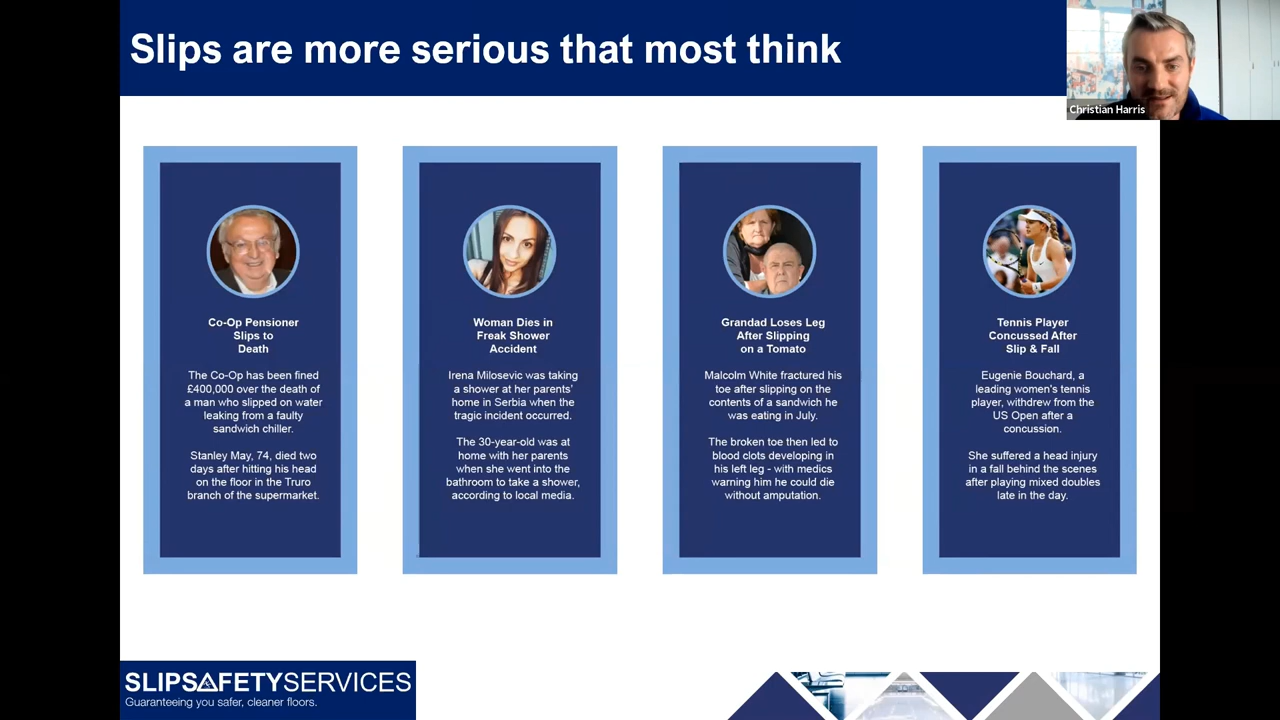 Slips are more serious that most think
Christian Harris
Co-Op Pensioner
Slips to
Death
The Co-Op has been fined
£400,000 over the death of
a man who slipped on water
leaking from a faulty
sandwich chiller.
Stanley May, 74, died two
days after hitting his head
on the floor in the Truro
branch of the supermarket.
Woman Dies in
Freak Shower
Accident
Irena Milosevic was taking
a shower at her parents'
home in Serbia when the
tragic incident occurred.
The 30-year-old was at
home with her parents
when she went into the
bathroom to take a shower,
according to local media.
Grandad Loses Leg
After Slipping
on a Tomato
Malcolm White fractured his
toe after slipping on the
contents of a sandwich he
was eating in July.
The broken toe then led to
blood clots developing in
his left leg - with medics
warning him he could die
without amputation.
Tennis Player
Concussed After
Slip & Fall
Eugenie Bouchard, a
leading women's tennis
player, withdrew from the
US Open after a
concussion.
She suffered a head injury
in a fall behind the scenes
after playing mixed doubles
late in the day.
SLIPSAFETYSERVICES
Guaranteeing you safer, cleaner floors.